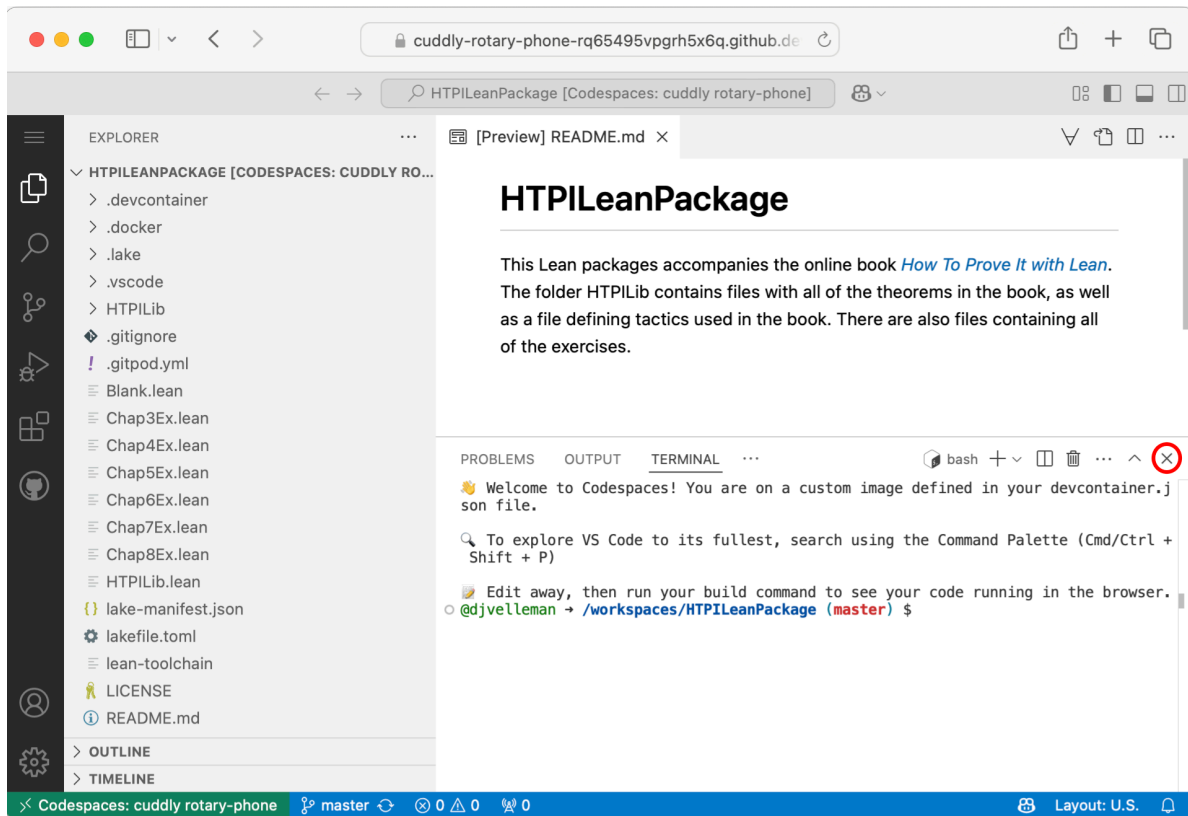 cuddly-rotary-phone-rq65495vpgrh5x6q.github.de
HTPILeanPackage [Codespaces: cuddly rotary-phone]
EXPLORER
HTPILEANPACKAGE [CODESPACES: CUDDLY RO...
.devcontainer
.docker
.lake
.vscode
HTPILib
.gitignore
.gitpod.yml
Blank.lean
Chap3Ex.lean
Chap4Ex.lean
Chap5Ex.lean
Chap6Ex.lean
Chap7Ex.lean
Chap8Ex.lean
HTPILib.lean
lake-manifest.json
lakefile.toml
lean-toolchain
LICENSE
README.md
OUTLINE
TIMELINE
[Preview] README.md
HTPILeanPackage
This Lean packages accompanies the online book How To Prove It with Lean.
The folder HTPILib contains files with all of the theorems in the book, as well
as a file defining tactics used in the book. There are also files containing all
of the exercises.
PROBLEMS OUTPUT TERMINAL ... bash
👋 Welcome to Codespaces! You are on a custom image defined in your devcontainer.j
son file.
🔍 To explore VS Code to its fullest, search using the Command Palette (Cmd/Ctrl +
Shift + P)
📝 Edit away, then run your build command to see your code running in the browser.
@djvelleman → /workspaces/HTPILeanPackage (master) $
Codespaces: cuddly rotary-phone master 0 0 0 Layout: U.S.